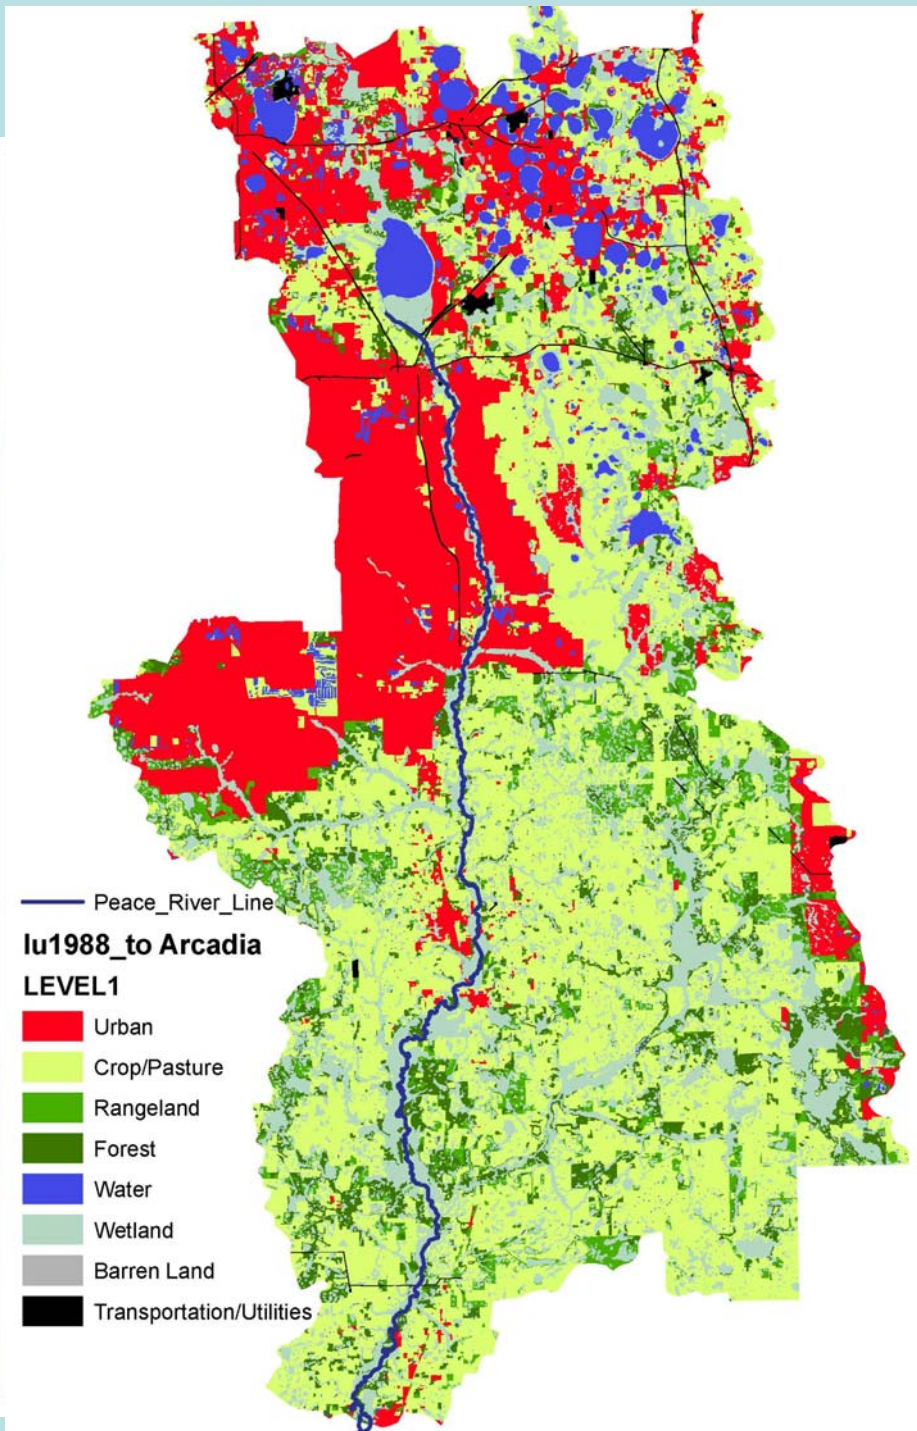 Peace_River_Line
lu1988_to Arcadia
LEVEL1
Urban
Crop/Pasture
Rangeland
Forest
Water
Wetland
Barren Land
Transportation/Utilities